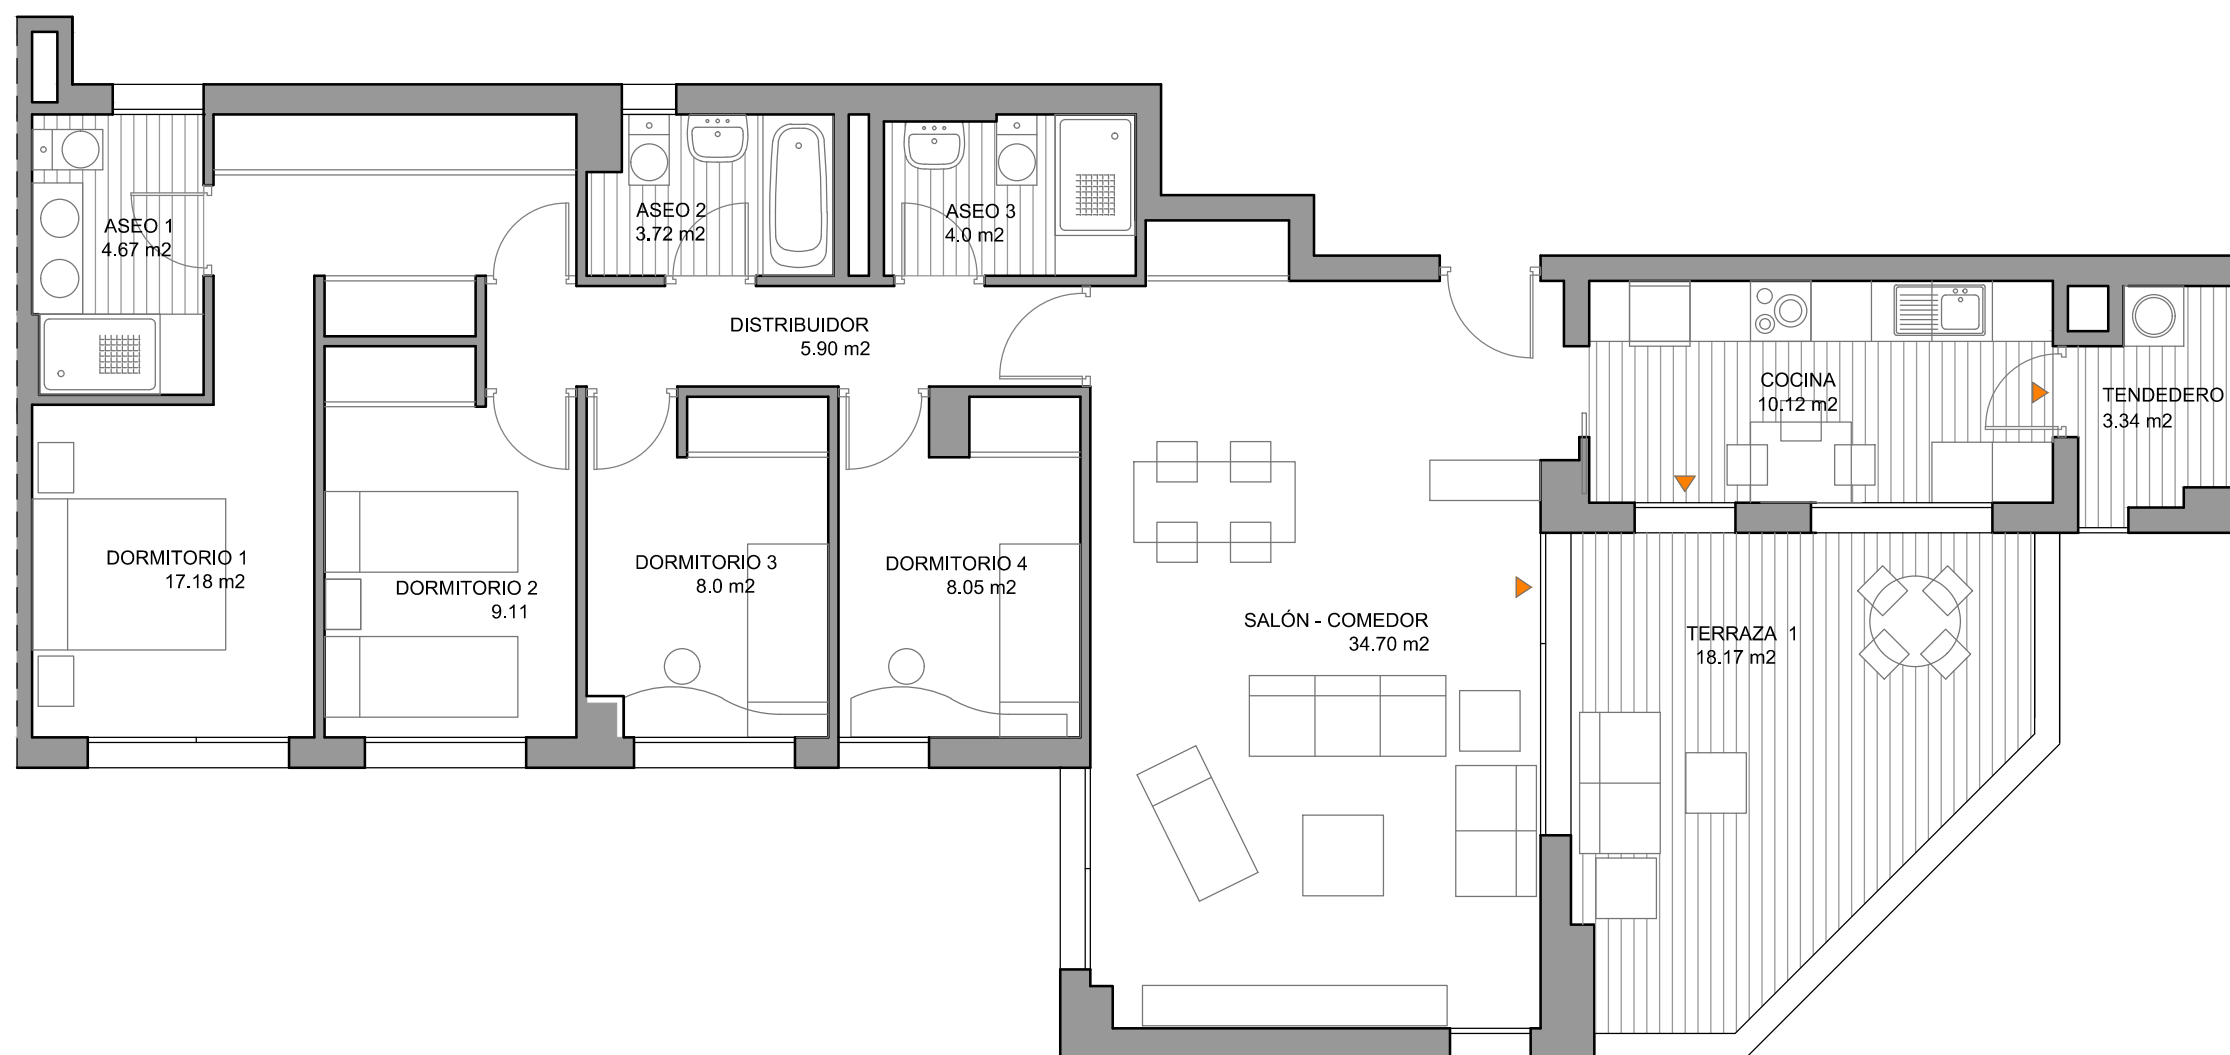 ASEO 1
4.67 m2
ASEO 2
3.72 m2
ASEO 3
4.0 m2
DISTRIBUIDOR
5.90 m2
COCINA
10.12 m2
TENDEDERO
3.34 m2
DORMITORIO 1
17.18 m2
DORMITORIO 2
9.11
DORMITORIO 3
8.0 m2
DORMITORIO 4
8.05 m2
SALÓN - COMEDOR
34.70 m2
TERRAZA 1
18.17 m2